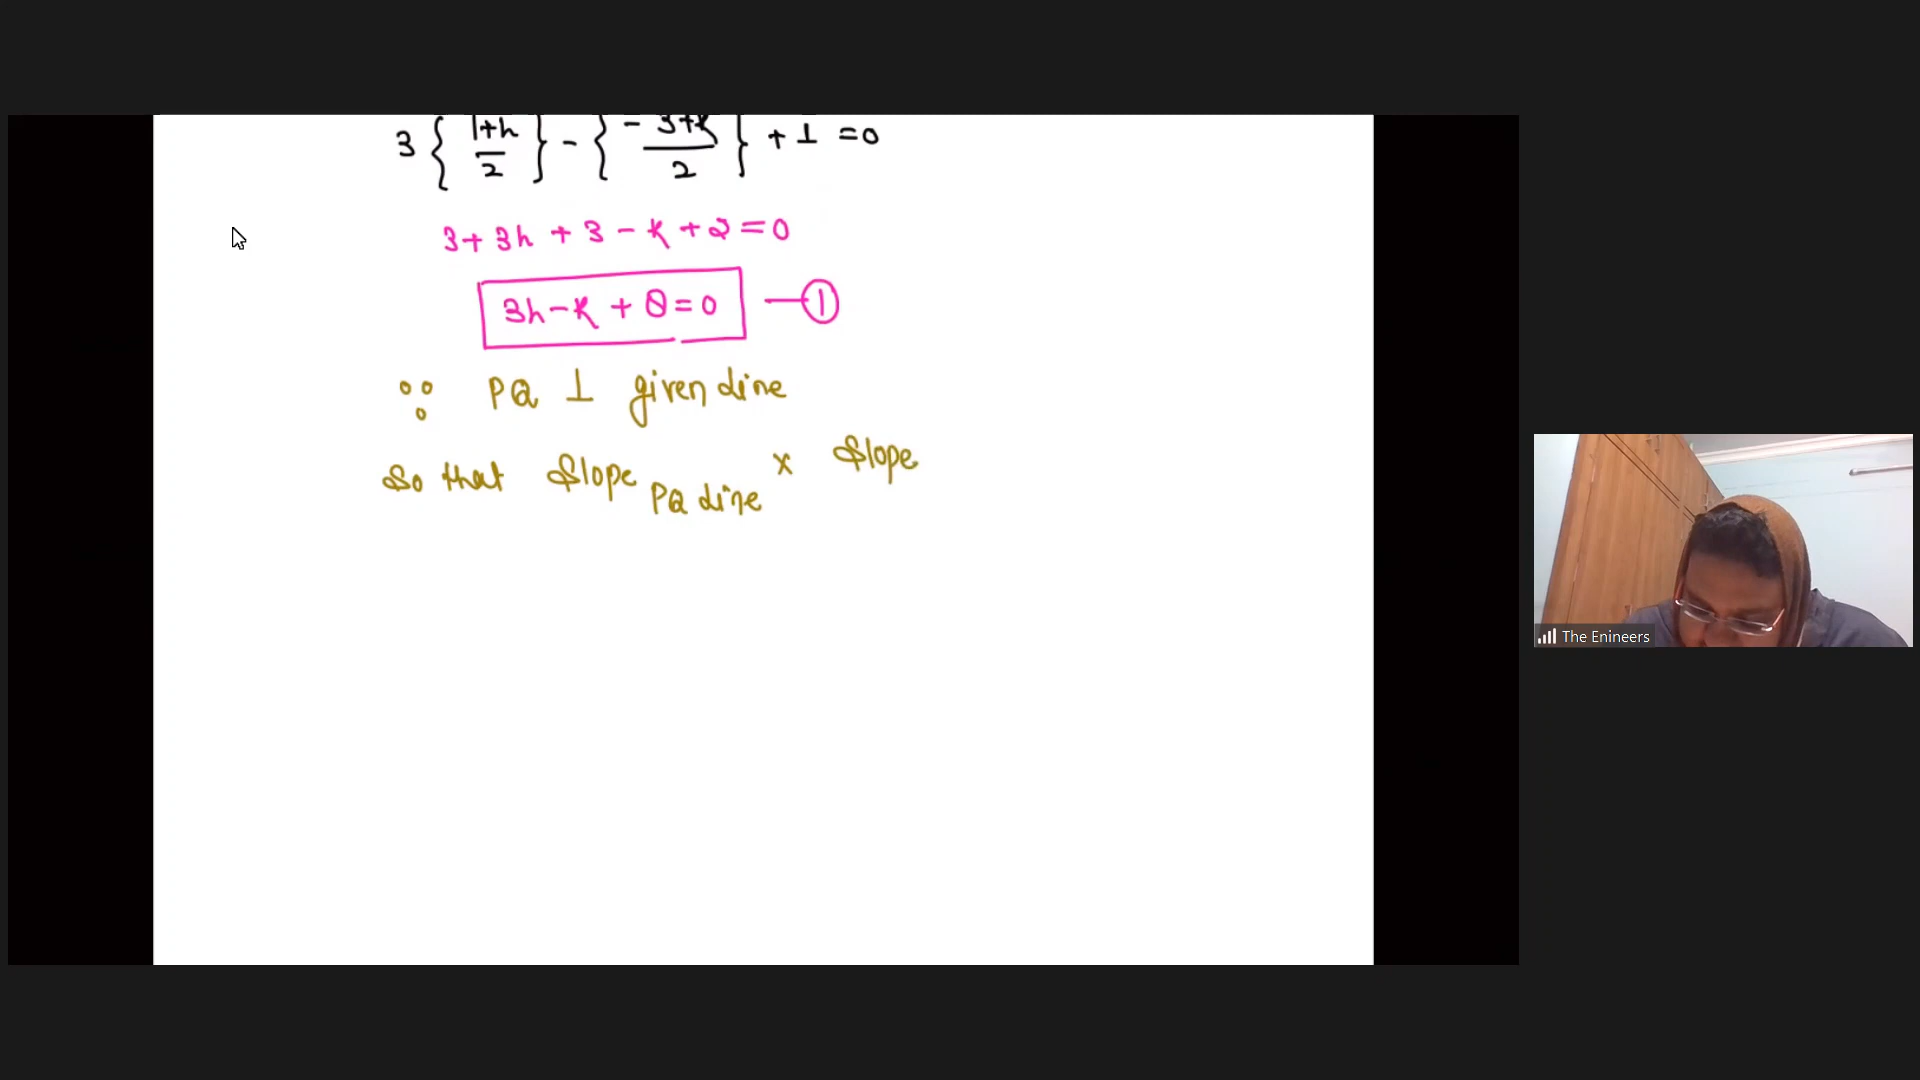 3 { 1+h / 2 } - { - 3+k / 2 } + 1 = 0
3 + 3h + 3 - k + 2 = 0
3h - k + 8 = 0 — ①
∵ PQ ⊥ given line
So that Slope PQ line × Slope
The Enineers